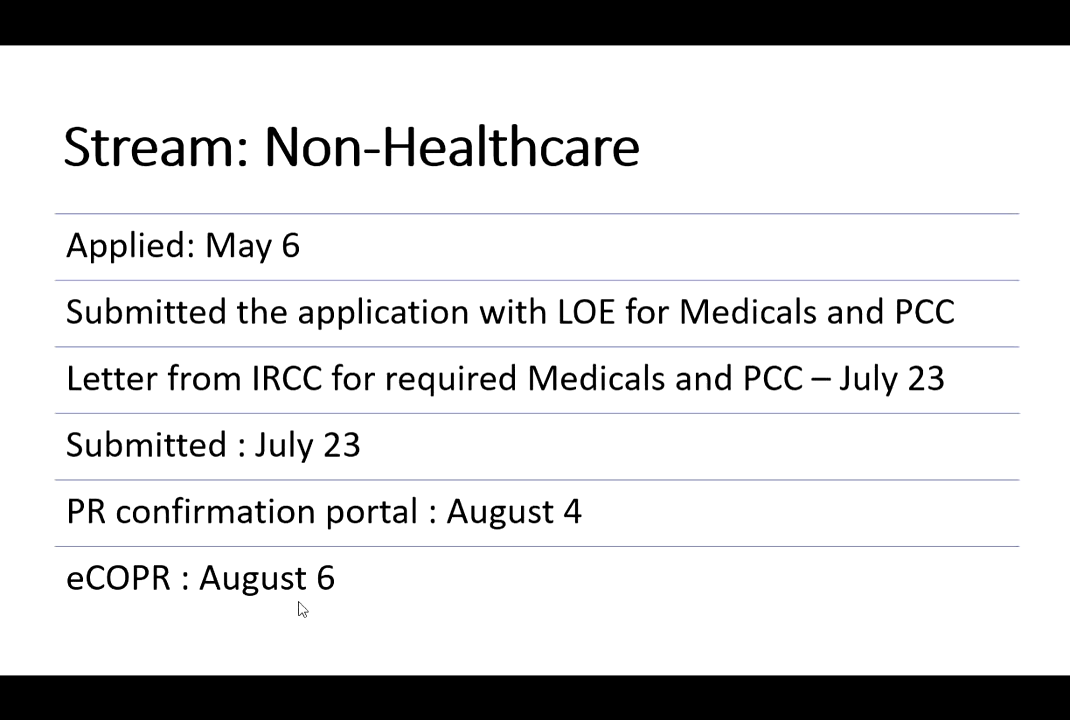 Stream: Non-Healthcare
Applied: May 6
Submitted the application with LOE for Medicals and PCC
Letter from IRCC for required Medicals and PCC – July 23
Submitted : July 23
PR confirmation portal : August 4
eCOPR : August 6